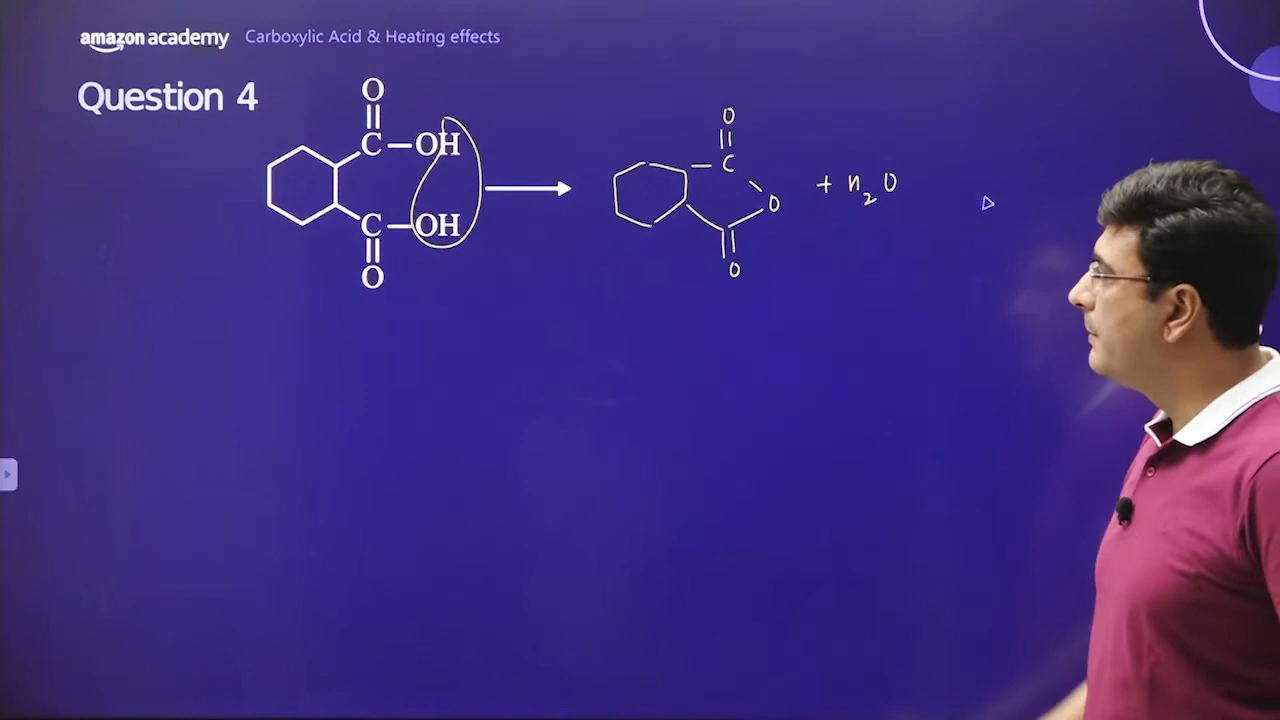 amazon academy Carboxylic Acid & Heating effects
Question 4
O
C OH
C OH
O
O
C
O
O
+ H2O